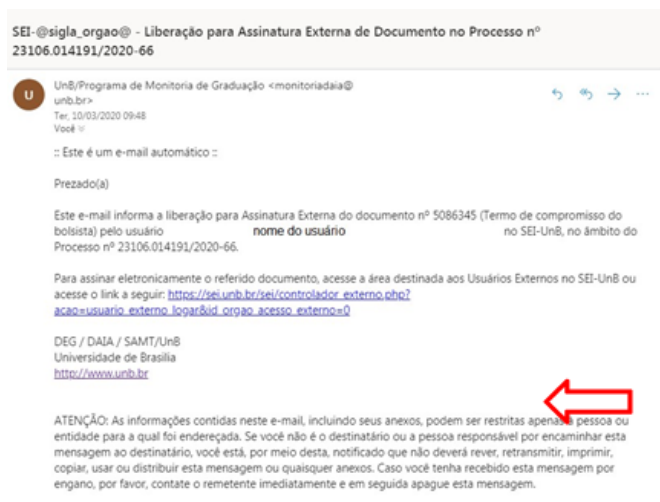 SEI-@sigla_orgao@ - Liberação para Assinatura Externa de Documento no Processo nº
23106.014191/2020-66
U
UnB/Programa de Monitoria de Graduação <monitoriadaia@
unb.br>
Ter, 10/03/2020 09:48
Você
:: Este é um e-mail automático ::
Prezado(a)
Este e-mail informa a liberação para Assinatura Externa do documento nº 5086345 (Termo de compromisso do
bolsista) pelo usuário nome do usuário no SEI-UnB, no âmbito do
Processo nº 23106.014191/2020-66.
Para assinar eletronicamente o referido documento, acesse a área destinada aos Usuários Externos no SEI-UnB ou
acesse o link a seguir: https://sei.unb.br/sei/controlador_externo.php?
acao=usuario_externo_logar&id_orgao_acesso_externo=0
DEG / DAIA / SAMT/UnB
Universidade de Brasilia
http://www.unb.br
ATENÇÃO: As informações contidas neste e-mail, incluindo seus anexos, podem ser restritas apenas à pessoa ou
entidade para a qual foi endereçada. Se você não é o destinatário ou a pessoa responsável por encaminhar esta
mensagem ao destinatário, você está, por meio desta, notificado que não deverá rever, retransmitir, imprimir,
copiar, usar ou distribuir esta mensagem ou quaisquer anexos. Caso você tenha recebido esta mensagem por
engano, por favor, contate o remetente imediatamente e em seguida apague esta mensagem.